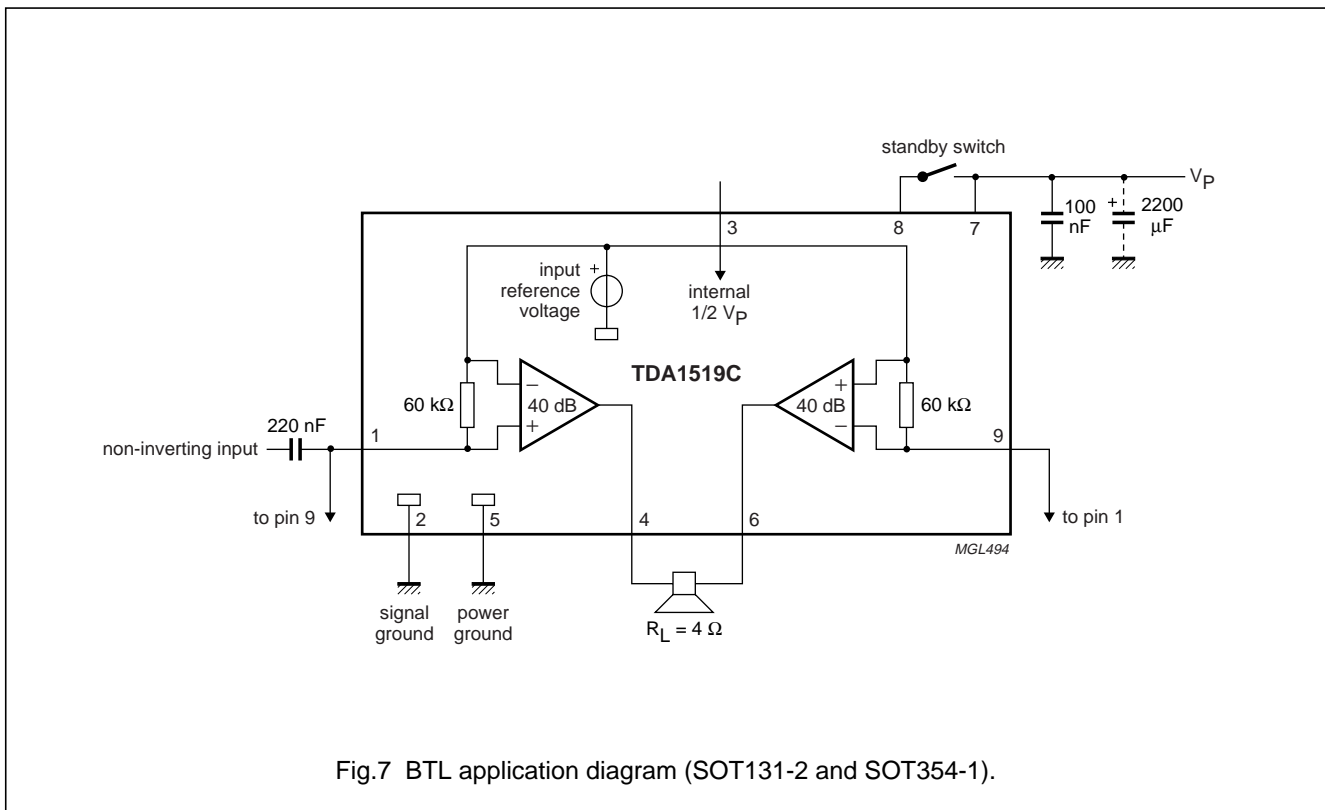 standby switch
V_P
100
nF
+
2200
μF
8
7
3
input
reference
voltage
+
internal
1/2 V_P
TDA1519C
−
+
40 dB
+
−
40 dB
60 kΩ
60 kΩ
220 nF
non-inverting input
1
9
to pin 9
to pin 1
2
5
4
6
MGL494
signal
ground
power
ground
R_L = 4 Ω
Fig.7 BTL application diagram (SOT131-2 and SOT354-1).